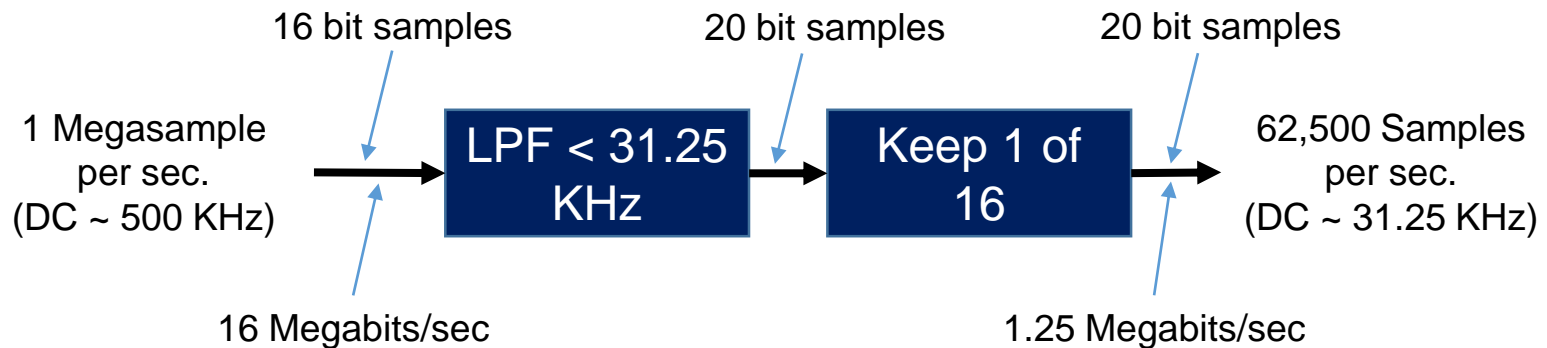 16 bit samples
20 bit samples
20 bit samples
1 Megasample
per sec.
(DC ~ 500 KHz)
LPF < 31.25
KHz
Keep 1 of
16
62,500 Samples
per sec.
(DC ~ 31.25 KHz)
16 Megabits/sec
1.25 Megabits/sec